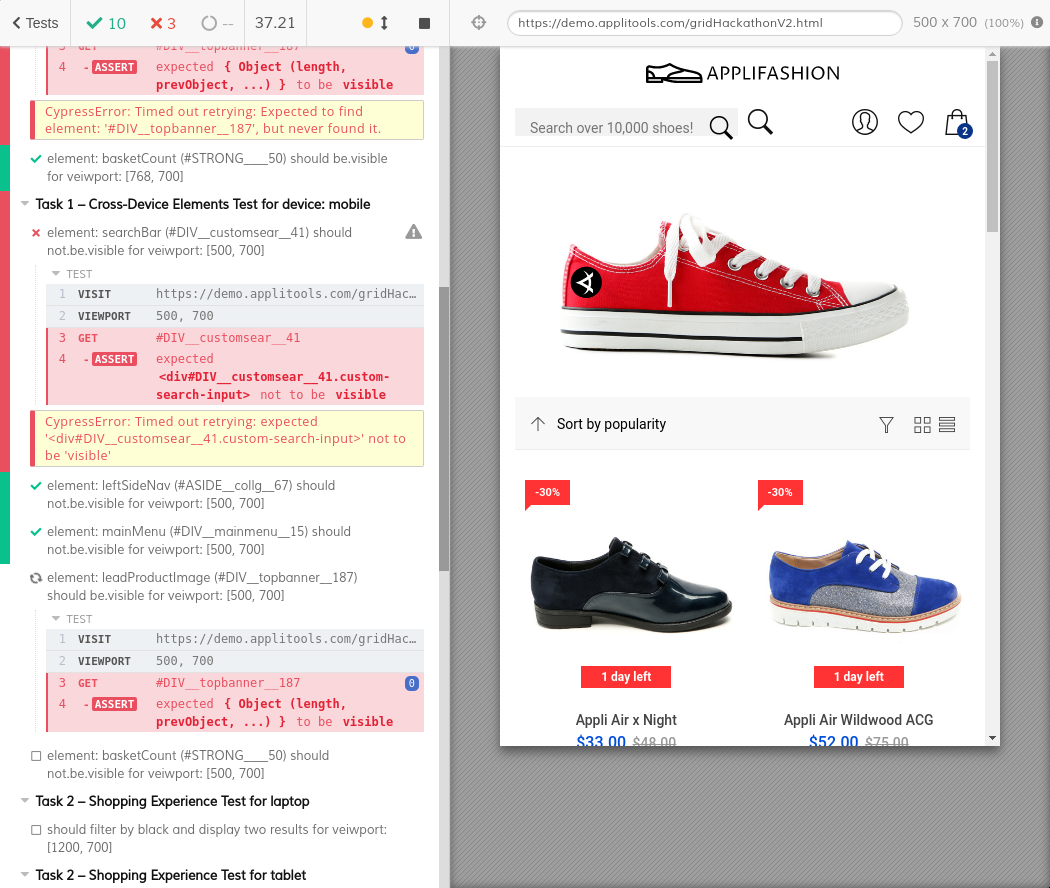 Tests 10 3 -- 37.21 https://demo.applitools.com/gridHackathonV2.html 500 x 700 (100%)
3 GET #DIV__topbanner__187 0
4 - ASSERT expected { Object (length,
prevObject, ...) } to be visible
CypressError: Timed out retrying: Expected to find
element: '#DIV__topbanner__187', but never found it.
element: basketCount (#STRONG____50) should be.visible
for veiwport: [768, 700]
Task 1 – Cross-Device Elements Test for device: mobile
element: searchBar (#DIV__customsear__41) should
not.be.visible for veiwport: [500, 700]
TEST
1 VISIT https://demo.applitools.com/gridHac…
2 VIEWPORT 500, 700
3 GET #DIV__customsear__41
4 - ASSERT expected
<div#DIV__customsear__41.custom-
search-input> not to be visible
CypressError: Timed out retrying: expected
'<div#DIV__customsear__41.custom-search-input>' not to
be 'visible'
element: leftSideNav (#ASIDE__collg__67) should
not.be.visible for veiwport: [500, 700]
element: mainMenu (#DIV__mainmenu__15) should
not.be.visible for veiwport: [500, 700]
element: leadProductImage (#DIV__topbanner__187)
should be.visible for veiwport: [500, 700]
TEST
1 VISIT https://demo.applitools.com/gridHac…
2 VIEWPORT 500, 700
3 GET #DIV__topbanner__187 0
4 - ASSERT expected { Object (length,
prevObject, ...) } to be visible
element: basketCount (#STRONG____50) should
not.be.visible for veiwport: [500, 700]
Task 2 – Shopping Experience Test for laptop
should filter by black and display two results for veiwport:
[1200, 700]
Task 2 – Shopping Experience Test for tablet
APPLIFASHION
Search over 10,000 shoes!
2
Sort by popularity
-30% -30%
1 day left 1 day left
Appli Air x Night Appli Air Wildwood ACG
$33.00 $48.00 $52.00 $75.00